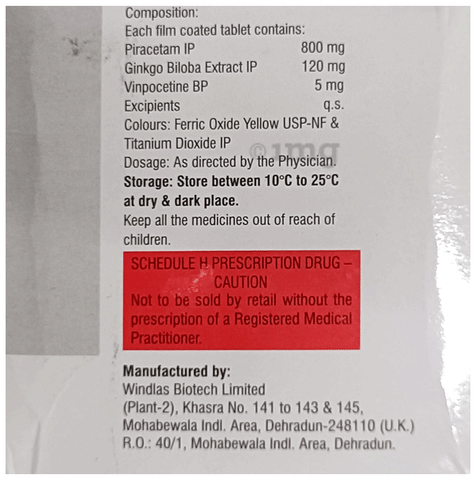 Composition:
Each film coated tablet contains:
Piracetam IP 800 mg
Ginkgo Biloba Extract IP 120 mg
Vinpocetine BP 5 mg
Excipients q.s.
Colours: Ferric Oxide Yellow USP-NF &
Titanium Dioxide IP
©1mg
Dosage: As directed by the Physician.
Storage: Store between 10°C to 25°C
at dry & dark place.
Keep all the medicines out of reach of
children.
SCHEDULE H PRESCRIPTION DRUG –
CAUTION
Not to be sold by retail without the
prescription of a Registered Medical
Practitioner.
Manufactured by:
Windlas Biotech Limited
(Plant-2), Khasra No. 141 to 143 & 145,
Mohabewala Indl. Area, Dehradun-248110 (U.K.)
R.O.: 40/1, Mohabewala Indl. Area, Dehradun.